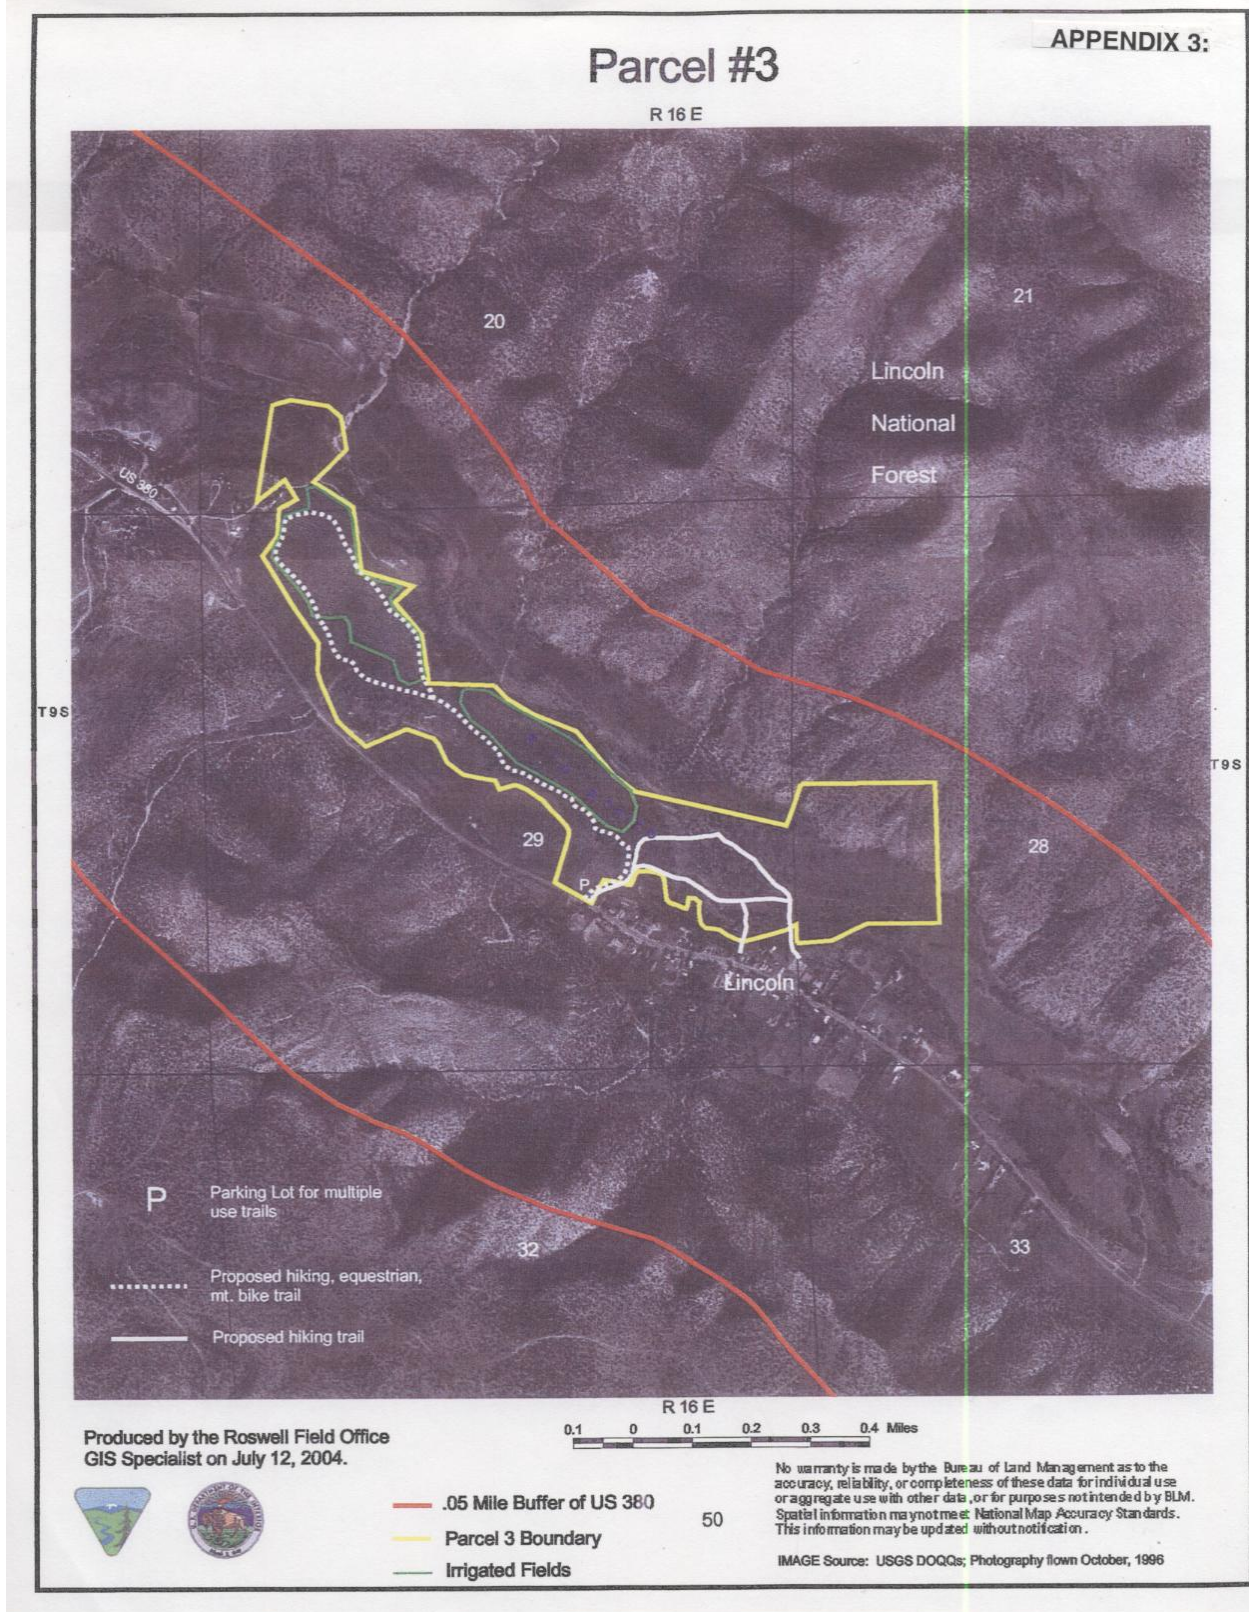 APPENDIX 3:
Parcel #3
R 16 E
21
20
Lincoln
National
Forest
US 380
T 9 S
T 9 S
29
28
P
Lincoln
P
Parking Lot for multiple
use trails
32
33
Proposed hiking, equestrian,
mt. bike trail
Proposed hiking trail
R 16 E
0.1 0 0.1 0.2 0.3 0.4 Miles
Produced by the Roswell Field Office
GIS Specialist on July 12, 2004.
No warranty is made by the Bureau of Land Management as to the
accuracy, reliability, or completeness of these data for individual use
or aggregate use with other data, or for purposes not intended by BLM.
Spatial information may not meet National Map Accuracy Standards.
This information may be updated without notification.
.05 Mile Buffer of US 380
50
Parcel 3 Boundary
Irrigated Fields
IMAGE Source: USGS DOQQs; Photography flown October, 1996